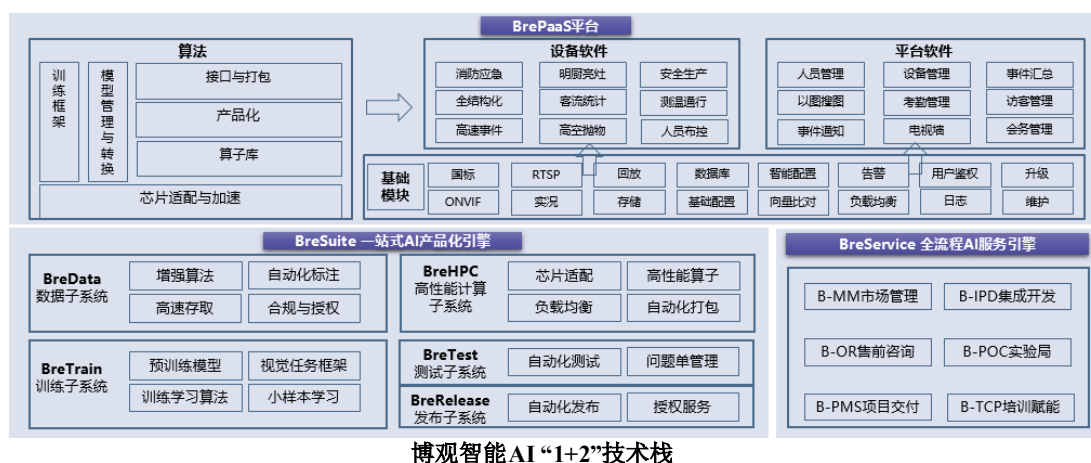 BrePaaS平台
算法
训练框架
模型管理与转换
接口与打包
产品化
算子库
芯片适配与加速
设备软件
消防应急
明厨亮灶
安全生产
全结构化
客流统计
测温通行
高速事件
高空抛物
人员布控
平台软件
人员管理
设备管理
事件汇总
以图搜图
考勤管理
访客管理
事件通知
电视墙
会务管理
基础模块
国标
RTSP
回放
数据库
智能配置
告警
用户鉴权
升级
ONVIF
实况
存储
基础配置
向量比对
负载均衡
日志
维护
BreSuite 一站式AI产品化引擎
BreData
数据子系统
增强算法
自动化标注
高速存取
合规与授权
BreHPC
高性能计算
子系统
芯片适配
高性能算子
负载均衡
自动化打包
BreTrain
训练子系统
预训练模型
视觉任务框架
训练学习算法
小样本学习
BreTest
测试子系统
自动化测试
问题单管理
BreRelease
发布子系统
自动化发布
授权服务
BreService 全流程AI服务引擎
B-MM市场管理
B-IPD集成开发
B-OR售前咨询
B-POC实验局
B-PMS项目交付
B-TCP培训赋能
博观智能AI “1+2”技术栈